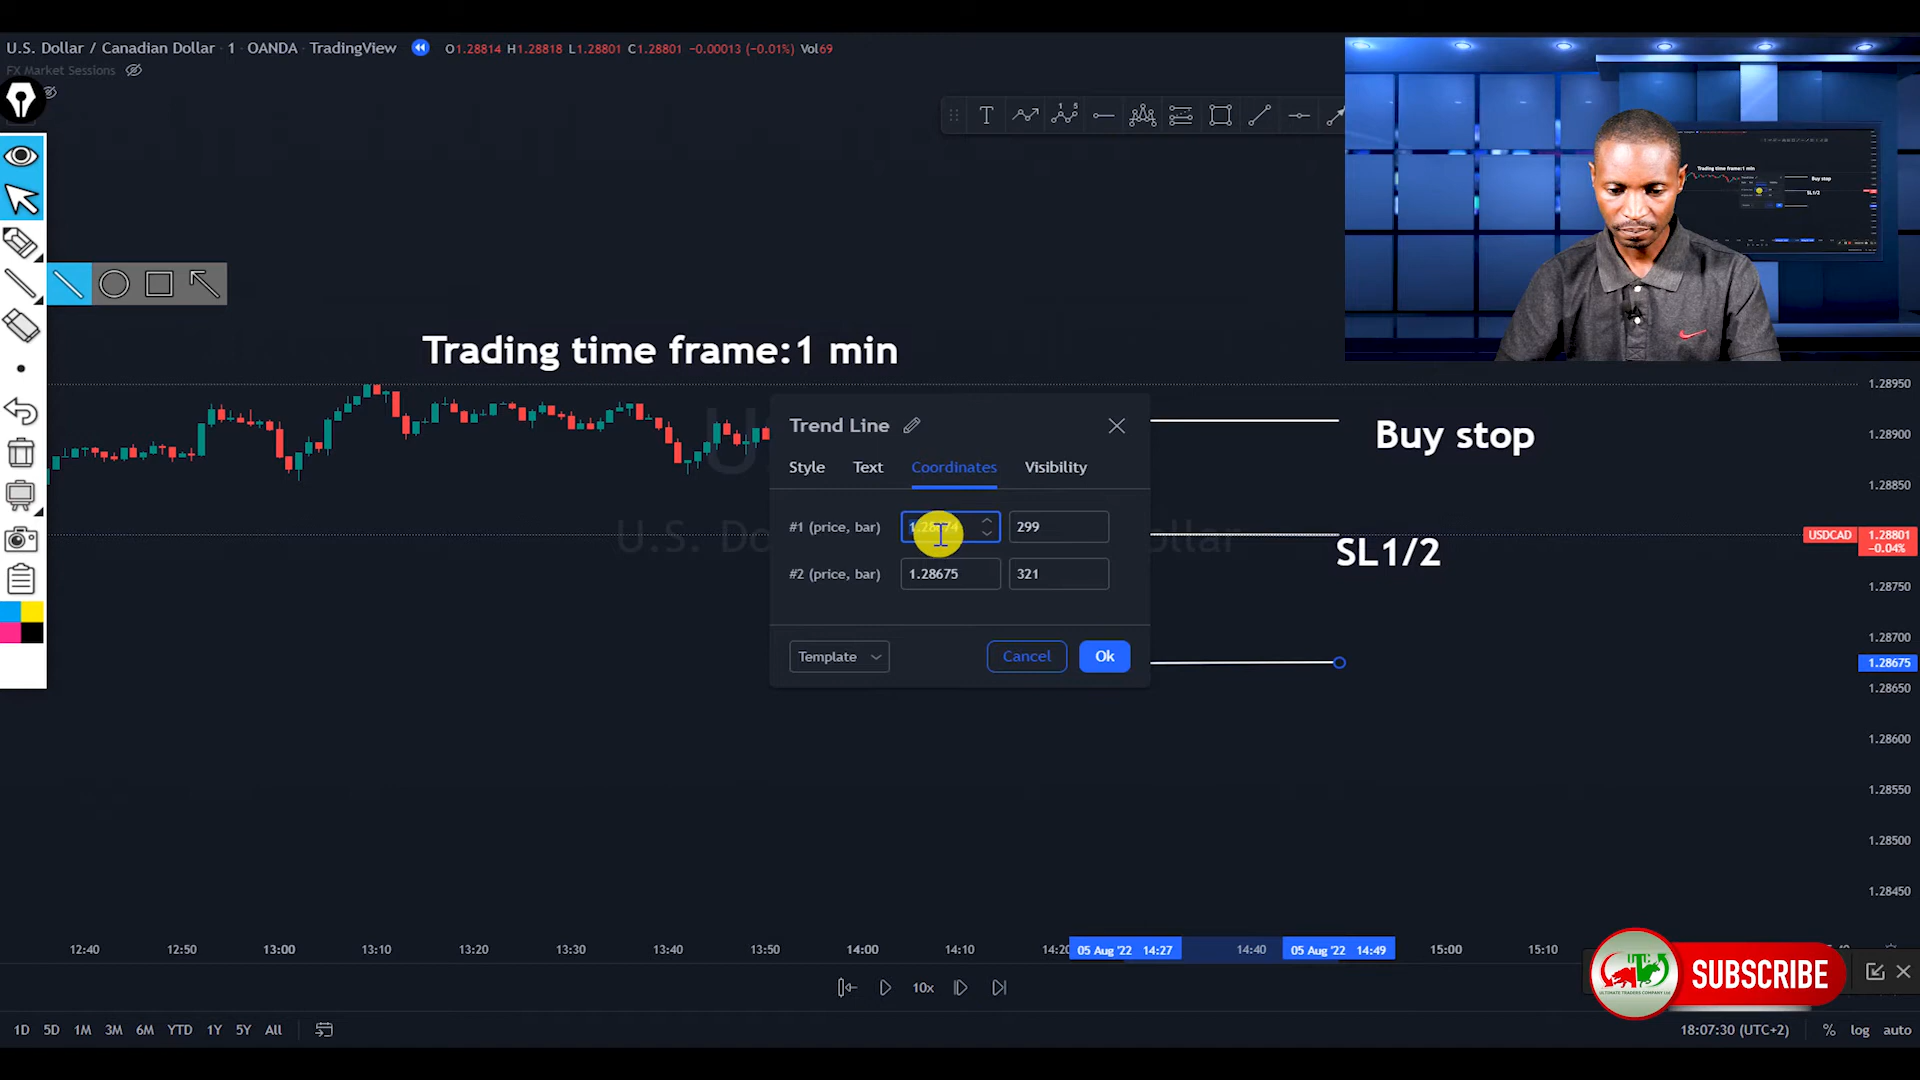 U.S. Dollar / Canadian Dollar · 1 · OANDA · TradingView O1.28814 H1.28818 L1.28801 C1.28801 −0.00013 (−0.01%) Vol69
FX Market Sessions
Trading time frame:1 min
Buy stop
SL1/2
Trend Line
Style Text Coordinates Visibility
#1 (price, bar) 299
#2 (price, bar) 1.28675 321
Template Cancel Ok
1.28950
1.28900
1.28850
USDCAD 1.28801
−0.04%
1.28750
1.28700
1.28675
1.28650
1.28600
1.28550
1.28500
1.28450
12:40 12:50 13:00 13:10 13:20 13:30 13:40 13:50 14:00 14:10 14:20 05 Aug '22 14:27 14:40 05 Aug '22 14:49 15:00 15:10
10x
UTC
ULTIMATE TRADERS COMPANY
SUBSCRIBE
1D 5D 1M 3M 6M YTD 1Y 5Y All
18:07:30 (UTC+2) % log auto